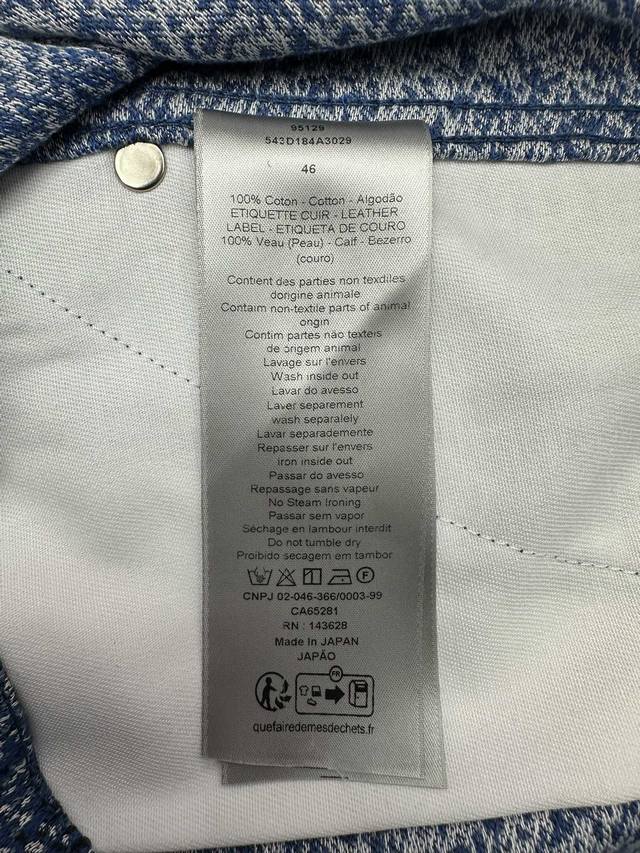 95129
543D184A3029
46
100% Coton - Cotton - Algodão
ETIQUETTE CUIR - LEATHER
LABEL - ETIQUETA DE COURO
100% Veau (Peau) - Calf - Bezerro
(couro)
Contient des parties non textiles
dorigine animale
Contaim non-textile parts of animal
ongin
Contim partes não texteis
de origem animal
Lavage sur l'envers
Wash inside out
Lavar do avesso
Laver separement
wash separalely
Lavar separadamente
Repasser sur l'envers
iron inside out
Passar do avesso
Repassage sans vapeur
No Steam Ironing
Passar sem vapor
Séchage en lambour interdit
Do not tumble dry
Proibido secagem em tambor
F
CNPJ 02-046-366/0003-99
CA65281
RN : 143628
Made In JAPAN
JAPÃO
FR
quefairedemesdechets.fr